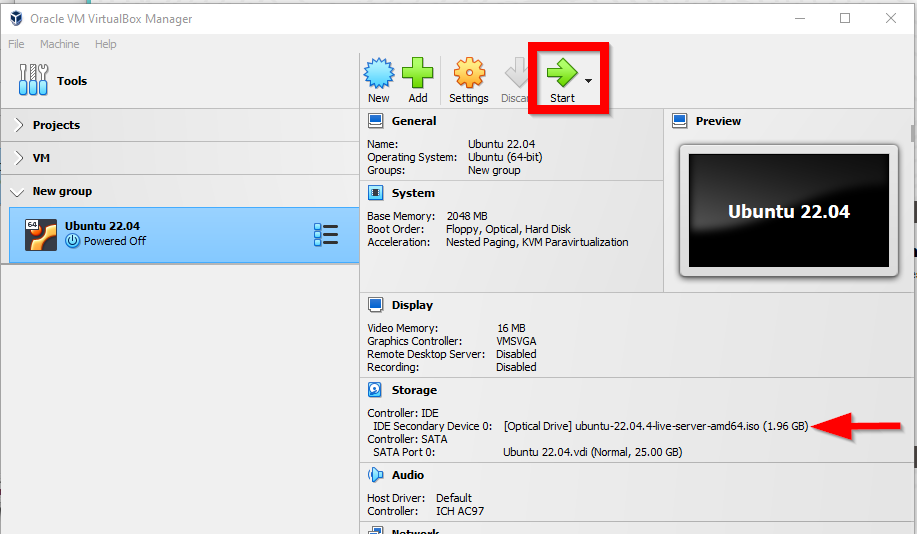 Oracle VM VirtualBox Manager
File Machine Help
Tools
New Add Settings Discar Start
Projects
VM
New group
64
Ubuntu 22.04
Powered Off
General
Name: Ubuntu 22.04
Operating System: Ubuntu (64-bit)
Groups: New group
Preview
Ubuntu 22.04
System
Base Memory: 2048 MB
Boot Order: Floppy, Optical, Hard Disk
Acceleration: Nested Paging, KVM Paravirtualization
Display
Video Memory: 16 MB
Graphics Controller: VMSVGA
Remote Desktop Server: Disabled
Recording: Disabled
Storage
Controller: IDE
IDE Secondary Device 0: [Optical Drive] ubuntu-22.04.4-live-server-amd64.iso (1.96 GB)
Controller: SATA
SATA Port 0: Ubuntu 22.04.vdi (Normal, 25.00 GB)
Audio
Host Driver: Default
Controller: ICH AC97
Network